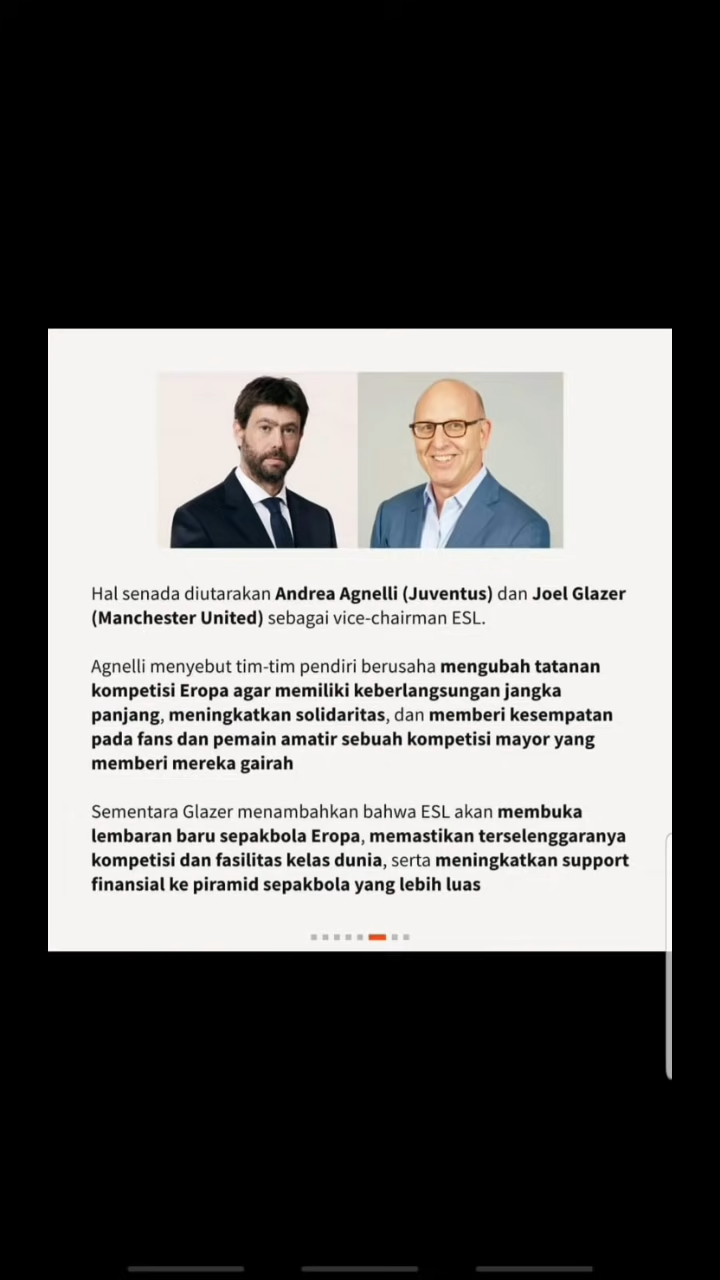 Hal senada diutarakan Andrea Agnelli (Juventus) dan Joel Glazer
(Manchester United) sebagai vice-chairman ESL.
Agnelli menyebut tim-tim pendiri berusaha mengubah tatanan
kompetisi Eropa agar memiliki keberlangsungan jangka
panjang, meningkatkan solidaritas, dan memberi kesempatan
pada fans dan pemain amatir sebuah kompetisi mayor yang
memberi mereka gairah
Sementara Glazer menambahkan bahwa ESL akan membuka
lembaran baru sepakbola Eropa, memastikan terselenggaranya
kompetisi dan fasilitas kelas dunia, serta meningkatkan support
finansial ke piramid sepakbola yang lebih luas